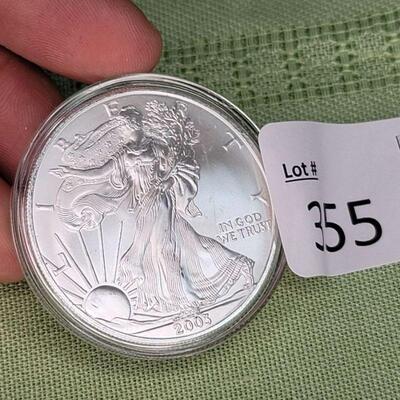 LIBERTY
IN GOD
WE TRUST
2003
Lot #
355